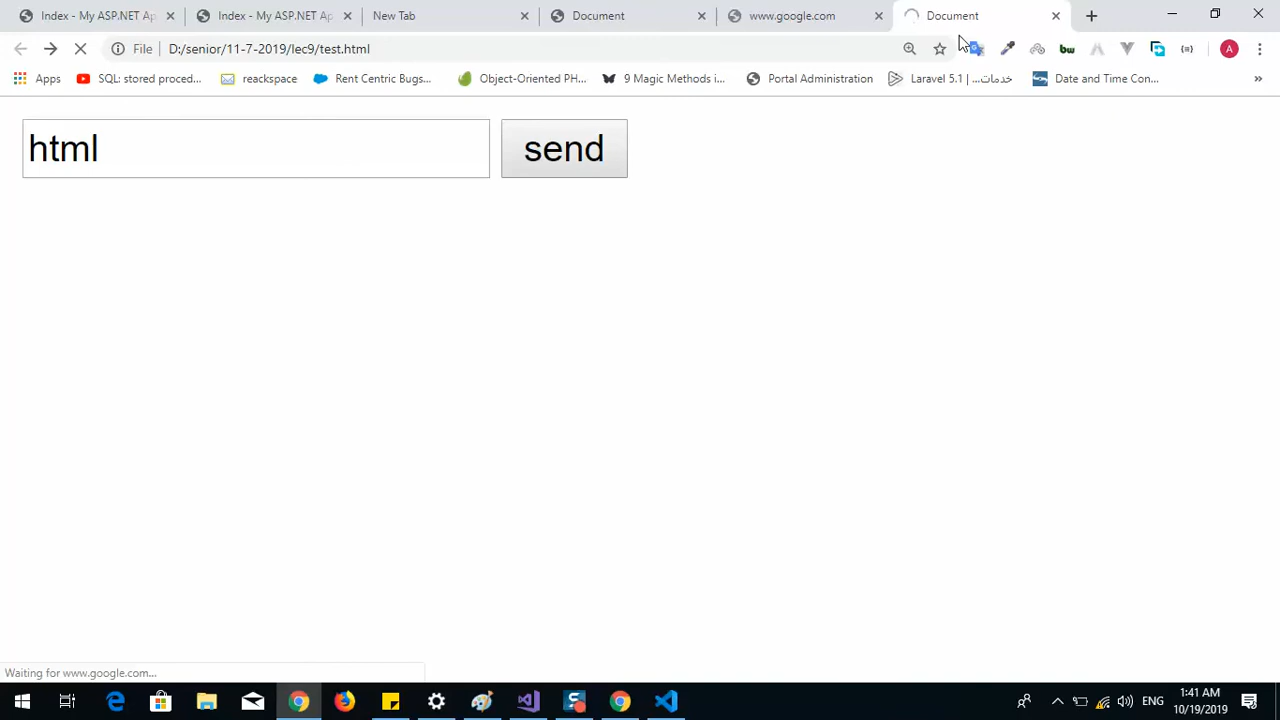 Index - My ASP.NET Ap
Index - My ASP.NET Ap
New Tab
Document
www.google.com
Document
File
D:/senior/11-7-2019/lec9/test.html
A
Apps
SQL: stored proced...
reackspace
Rent Centric Bugs...
Object-Oriented PH...
9 Magic Methods i...
Portal Administration
Laravel 5.1 | خدمات...
Date and Time Con...
html
send
Waiting for www.google.com...
ENG
1:41 AM
10/19/2019